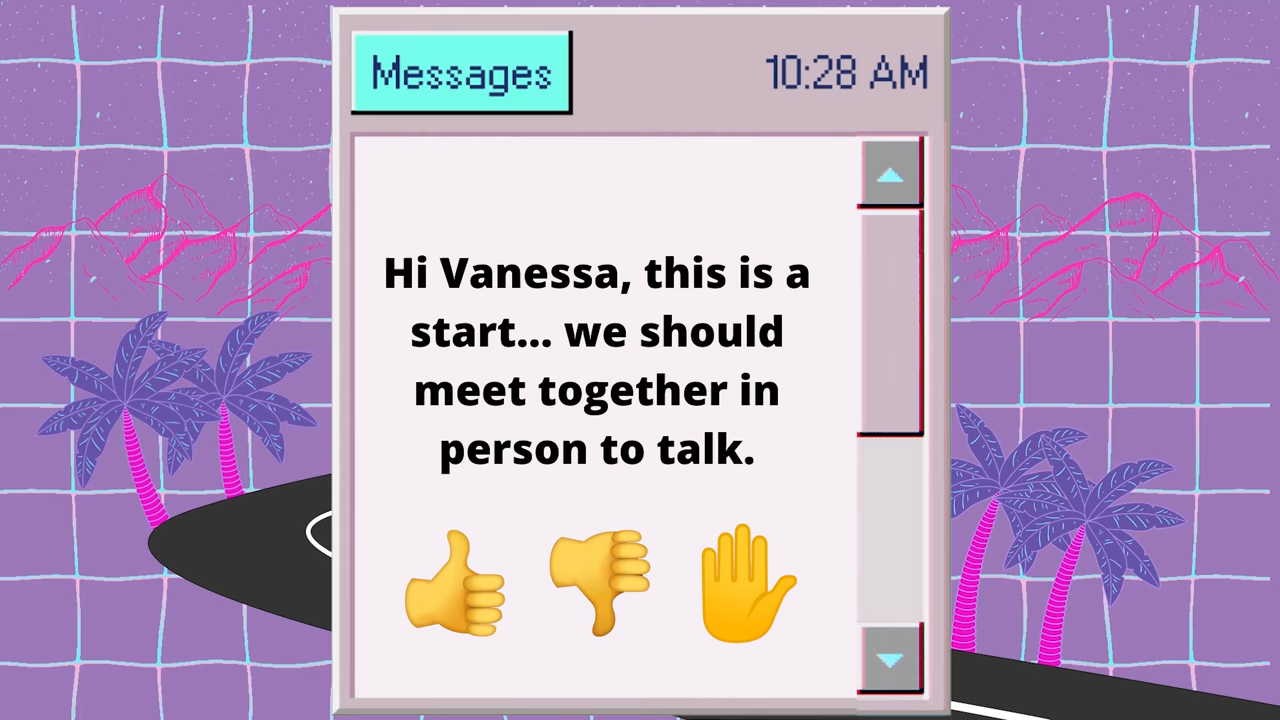 Messages
10:28 AM
Hi Vanessa, this is a
start... we should
meet together in
person to talk.